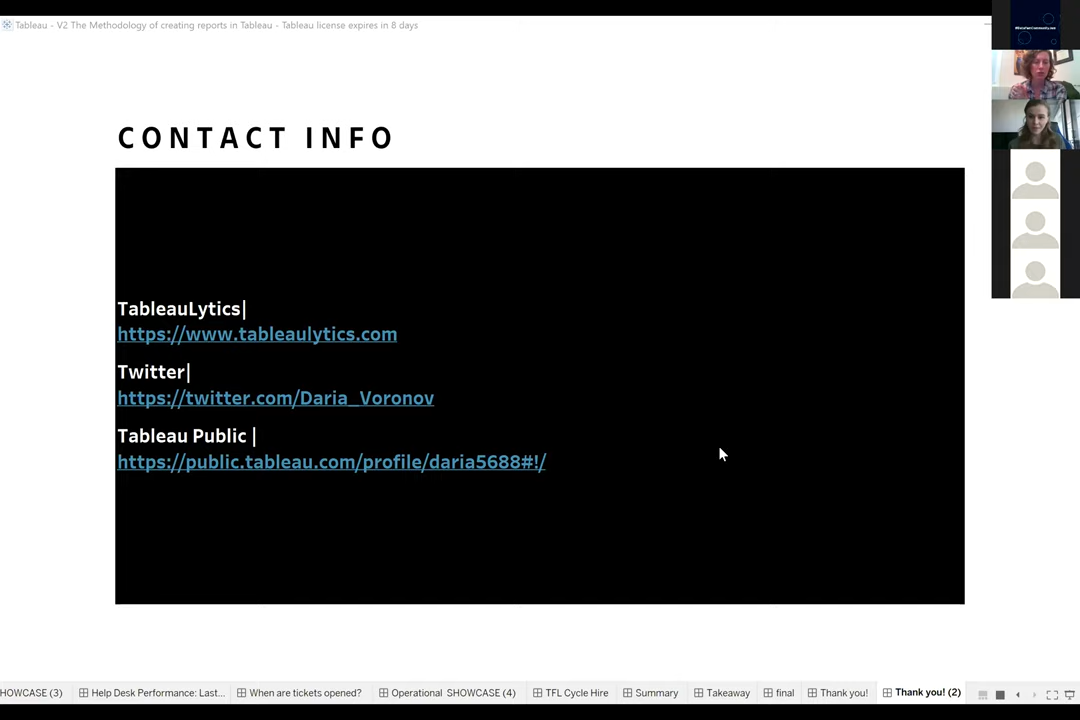 Tableau - V2 The Methodology of creating reports in Tableau - Tableau license expires in 8 days
CONTACT INFO
TableauLytics|
https://www.tableaulytics.com
Twitter|
https://twitter.com/Daria_Voronov
Tableau Public |
https://public.tableau.com/profile/daria5688#!/
HOWCASE (3)
Help Desk Performance: Last...
When are tickets opened?
Operational SHOWCASE (4)
TFL Cycle Hire
Summary
Takeaway
final
Thank you!
Thank you! (2)